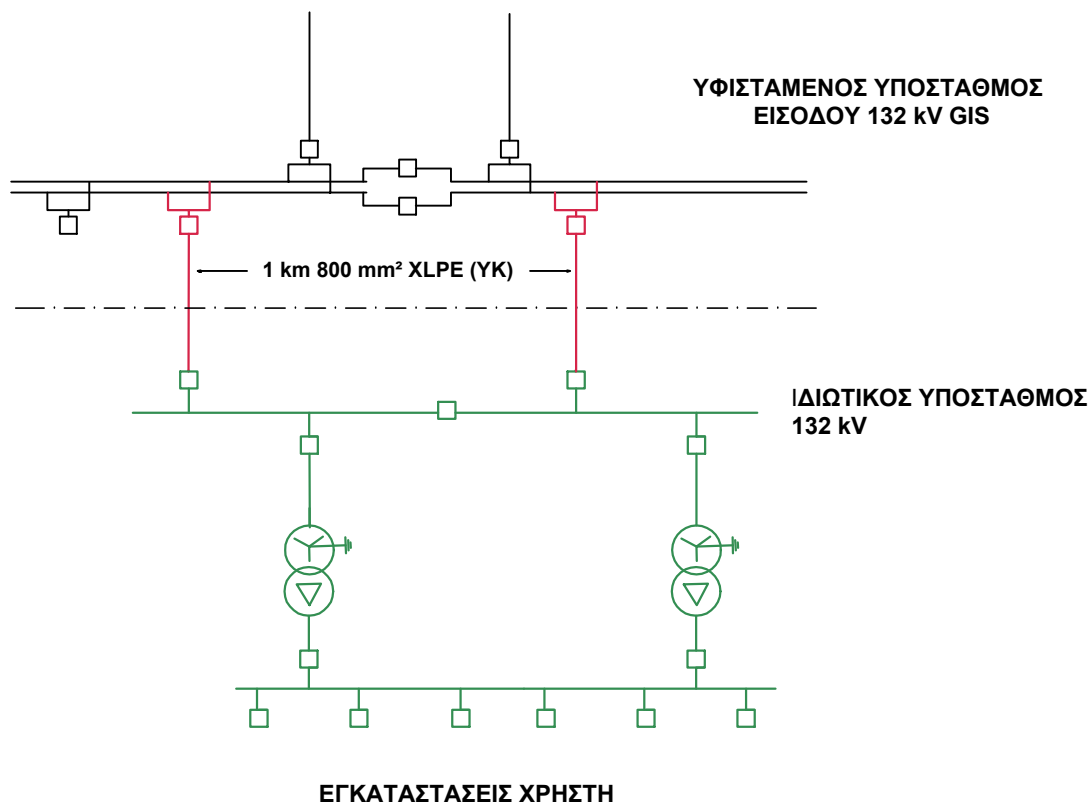 ΥΦΙΣΤΑΜΕΝΟΣ ΥΠΟΣΤΑΘΜΟΣ
ΕΙΣΟΔΟΥ 132 kV GIS
1 km 800 mm² XLPE (ΥΚ)
ΙΔΙΩΤΙΚΟΣ ΥΠΟΣΤΑΘΜΟΣ
132 kV
ΕΓΚΑΤΑΣΤΑΣΕΙΣ ΧΡΗΣΤΗ